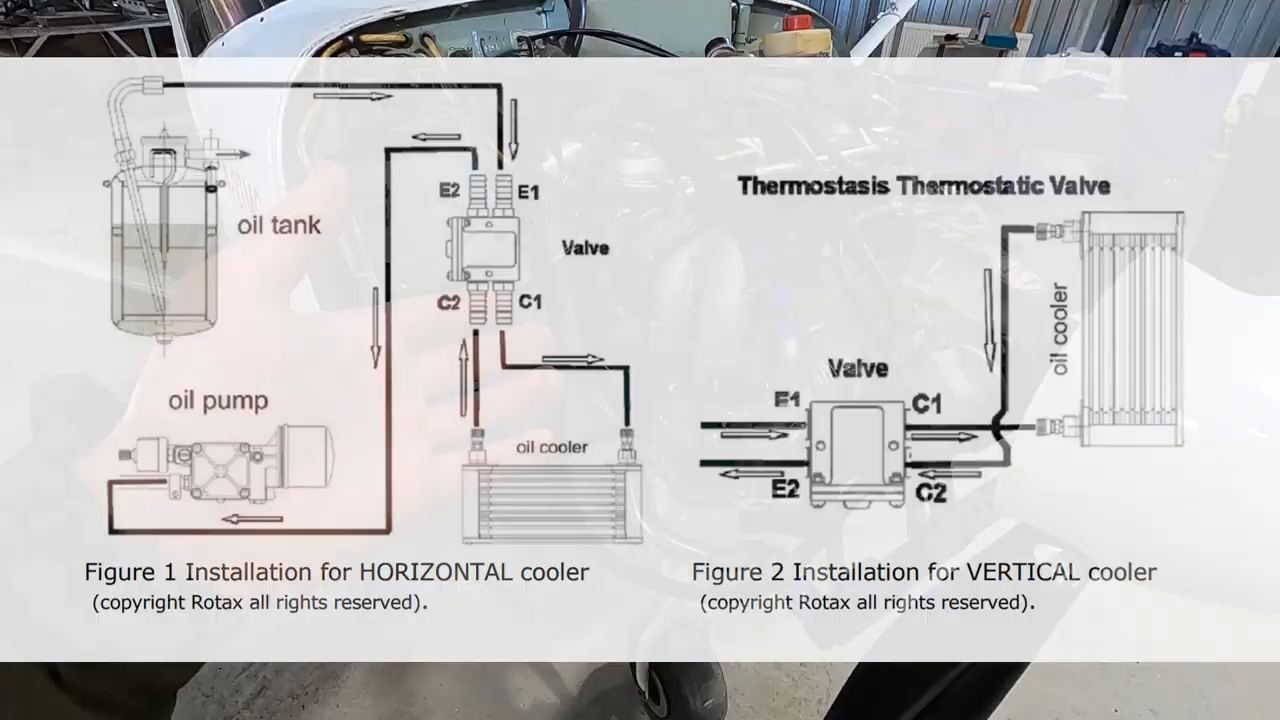 E2
E1
oil tank
Valve
C2
C1
oil pump
oil cooler
Figure 1 Installation for HORIZONTAL cooler
(copyright Rotax all rights reserved).
Thermostasis Thermostatic Valve
oil cooler
Valve
E1
C1
E2
C2
Figure 2 Installation for VERTICAL cooler
(copyright Rotax all rights reserved).